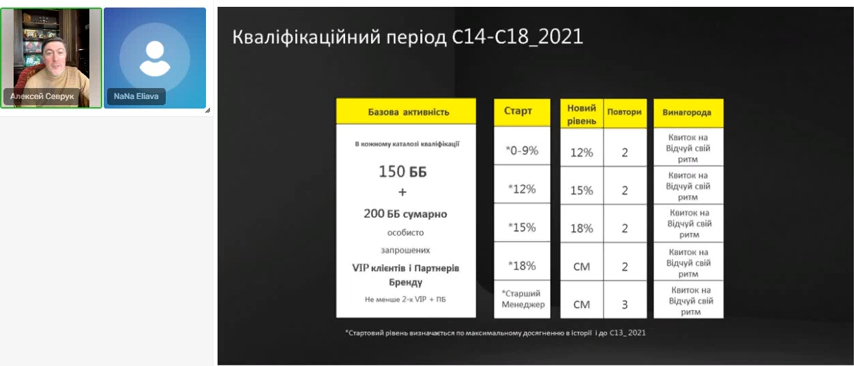 Алексей Севрук
NaNa Eliava
Кваліфікаційний період С14-С18_2021
Базова активність
В кожному каталозі кваліфікації
150 ББ
+
200 ББ сумарно
особисто
запрошених
VIP клієнтів і Партнерів
Бренду
Не менше 2-х VIP + ПБ
Старт
Новий
рівень
Повтори
Винагорода
*0-9%
12%
2
Квиток на
Відчуй свій
ритм
*12%
15%
2
Квиток на
Відчуй свій
ритм
*15%
18%
2
Квиток на
Відчуй свій
ритм
*18%
СМ
2
Квиток на
Відчуй свій
ритм
*Старший
Менеджер
СМ
3
Квиток на
Відчуй свій
ритм
*Стартовий рівень визначається по максимальному досягненню в Історії і до С13_2021